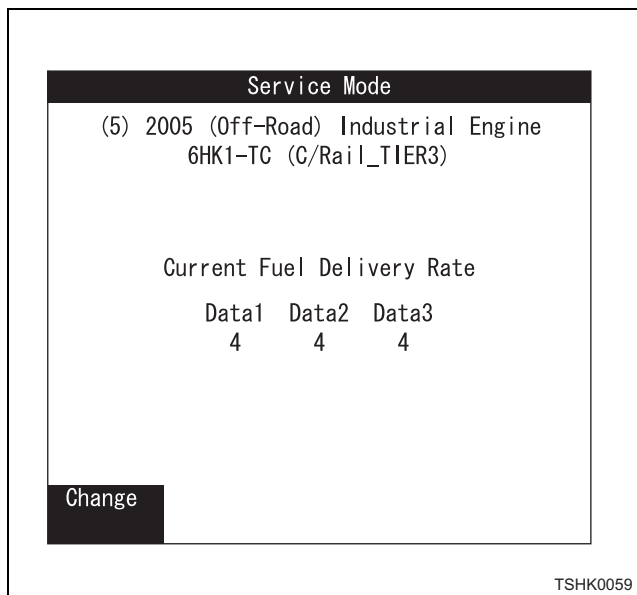 Service Mode
(5) 2005 (Off-Road) Industrial Engine
6HK1-TC (C/Rail_TIER3)
Current Fuel Delivery Rate
Data1 Data2 Data3
4 4 4
Change
TSHK0059